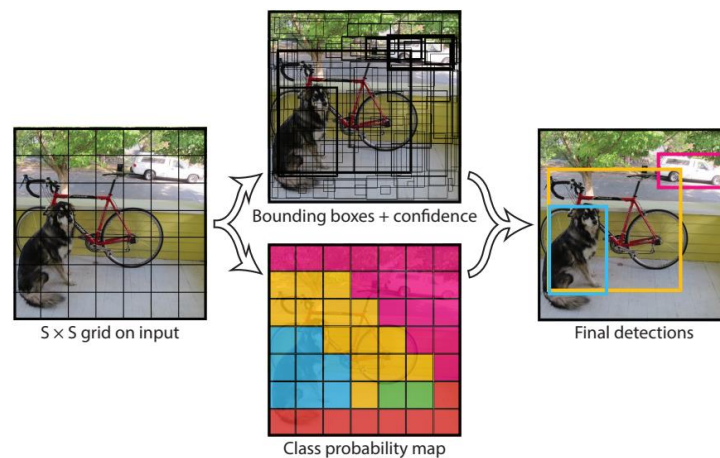 Bounding boxes + confidence
S × S grid on input
Final detections
Class probability map